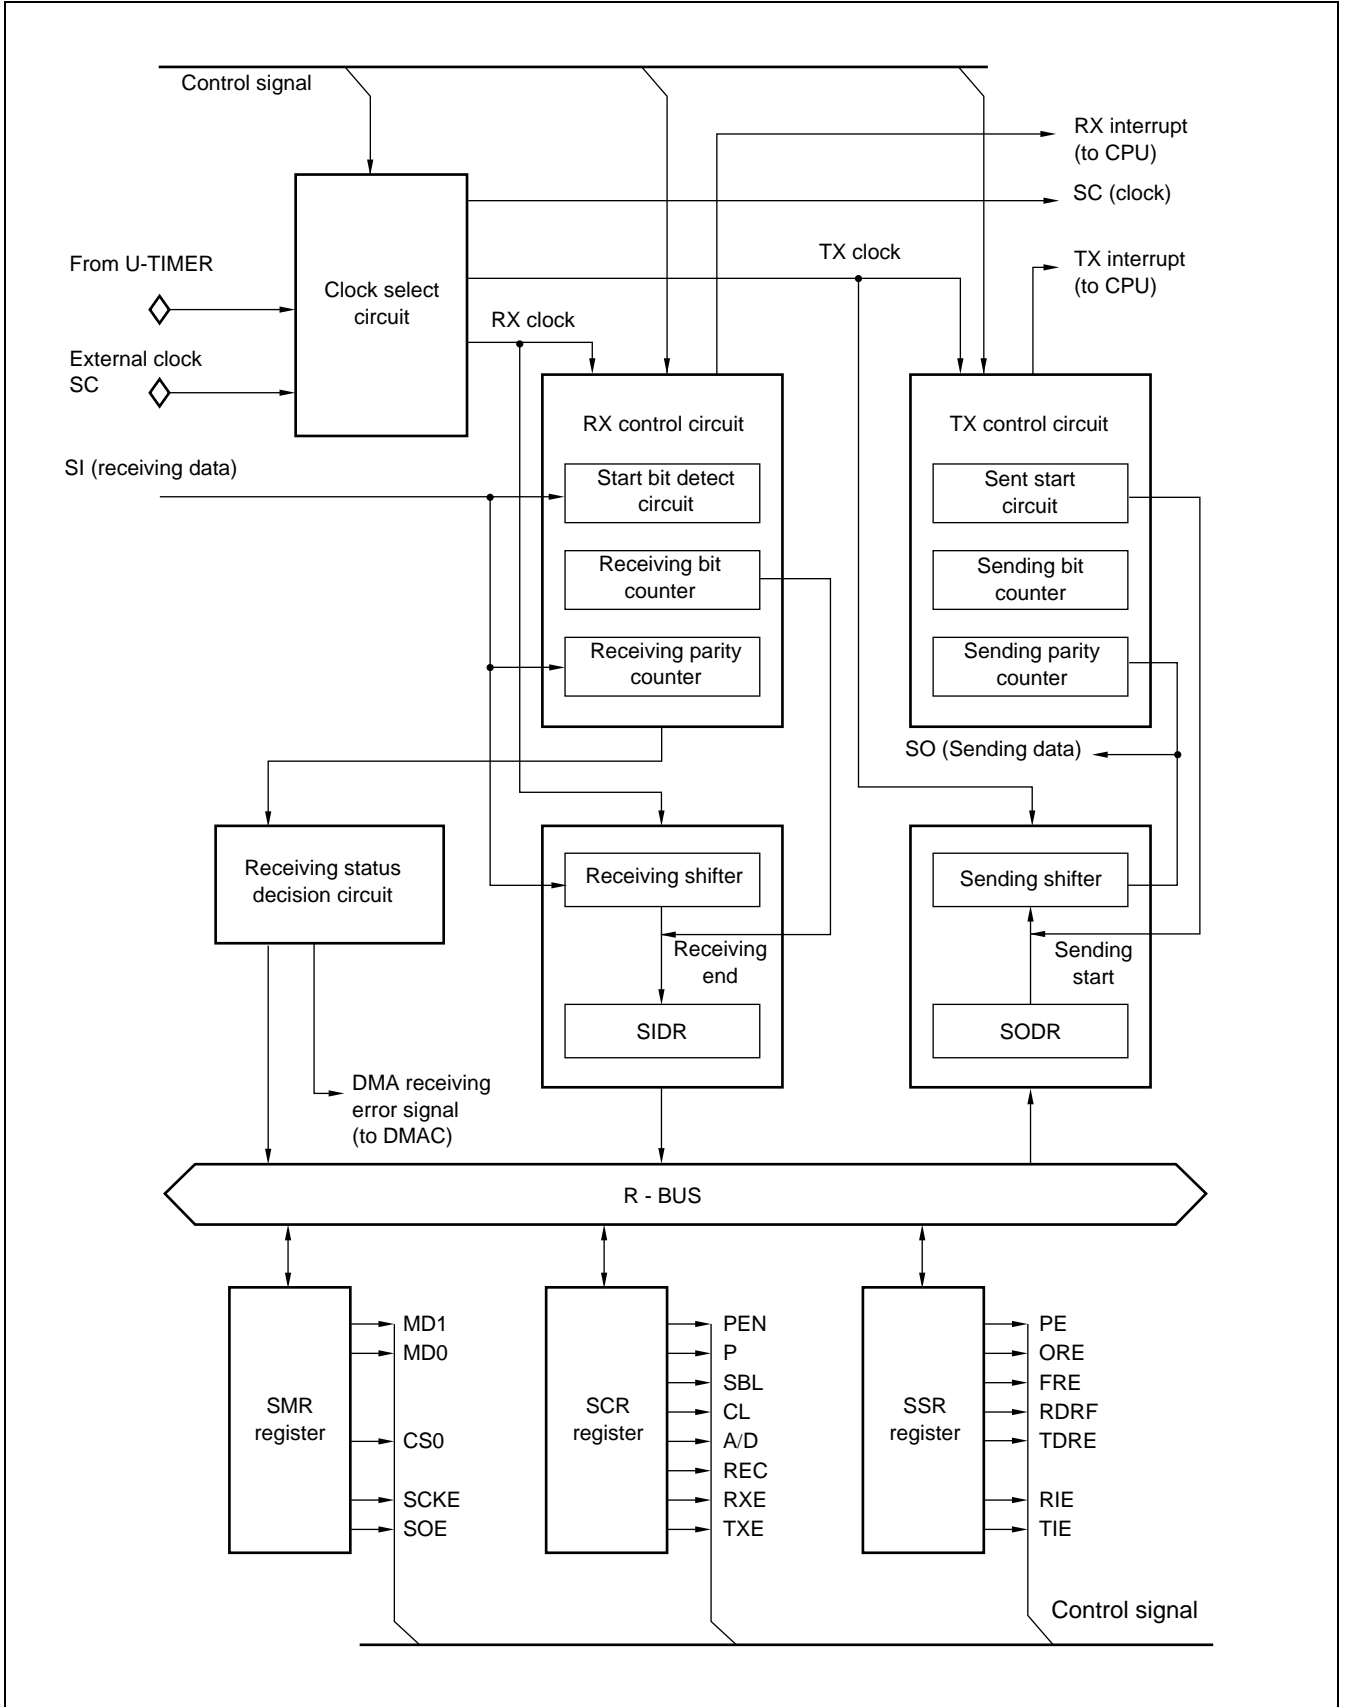 Control signal
RX interrupt
(to CPU)
SC (clock)
TX clock
TX interrupt
(to CPU)
From U-TIMER
Clock select
circuit
RX clock
External clock
SC
RX control circuit
TX control circuit
SI (receiving data)
Start bit detect
circuit
Sent start
circuit
Receiving bit
counter
Sending bit
counter
Receiving parity
counter
Sending parity
counter
SO (Sending data)
Receiving status
decision circuit
Receiving shifter
Sending shifter
Receiving
end
Sending
start
SIDR
SODR
DMA receiving
error signal
(to DMAC)
R - BUS
SMR
register
MD1
MD0
CS0
SCKE
SOE
SCR
register
PEN
P
SBL
CL
A/D
REC
RXE
TXE
SSR
register
PE
ORE
FRE
RDRF
TDRE
RIE
TIE
Control signal